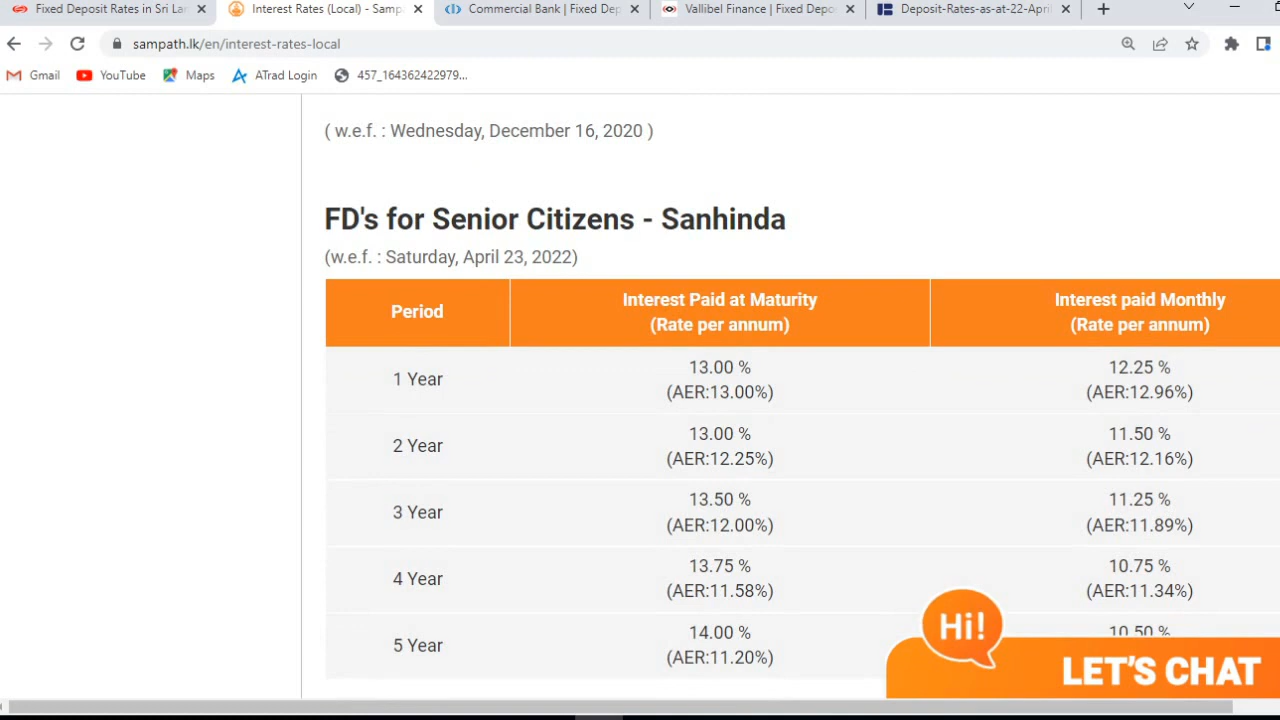 Fixed Deposit Rates in Sri Lan
Interest Rates (Local) - Samp
Commercial Bank | Fixed Dep
Vallibel Finance | Fixed Depo
Deposit-Rates-as-at-22-April
sampath.lk/en/interest-rates-local
Gmail
YouTube
Maps
ATrad Login
457_164362422979...
( w.e.f. : Wednesday, December 16, 2020 )
FD's for Senior Citizens - Sanhinda
(w.e.f. : Saturday, April 23, 2022)
Period
Interest Paid at Maturity
(Rate per annum)
Interest paid Monthly
(Rate per annum)
1 Year
13.00 %
(AER:13.00%)
12.25 %
(AER:12.96%)
2 Year
13.00 %
(AER:12.25%)
11.50 %
(AER:12.16%)
3 Year
13.50 %
(AER:12.00%)
11.25 %
(AER:11.89%)
4 Year
13.75 %
(AER:11.58%)
10.75 %
(AER:11.34%)
5 Year
14.00 %
(AER:11.20%)
10.50 %
Hi!
LET'S CHAT